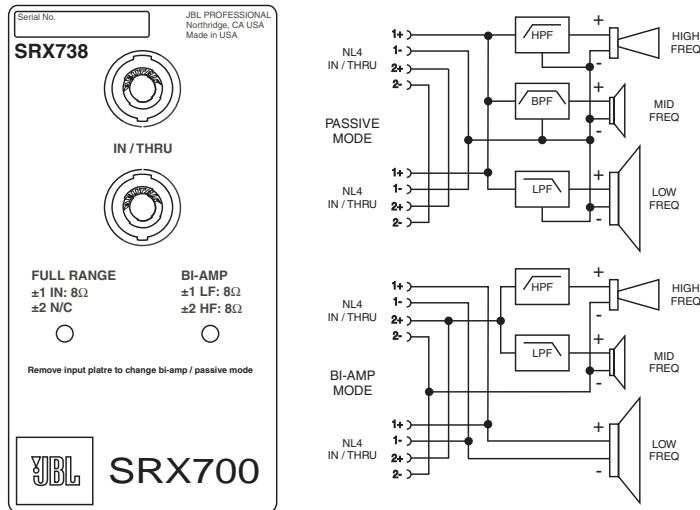 Serial No.
JBL PROFESSIONAL
Northridge, CA USA
Made in USA
SRX738
IN / THRU
FULL RANGE
±1 IN: 8Ω
±2 N/C
BI-AMP
±1 LF: 8Ω
±2 HF: 8Ω
Remove input platre to change bi-amp / passive mode
JBL
SRX700
NL4
IN / THRU
1+
1-
2+
2-
PASSIVE
MODE
NL4
IN / THRU
1+
1-
2+
2-
HPF
+
-
HIGH
FREQ
BPF
+
-
MID
FREQ
LPF
+
-
LOW
FREQ
NL4
IN / THRU
1+
1-
2+
2-
BI-AMP
MODE
NL4
IN / THRU
1+
1-
2+
2-
HPF
+
-
HIGH
FREQ
LPF
+
-
MID
FREQ
+
-
LOW
FREQ